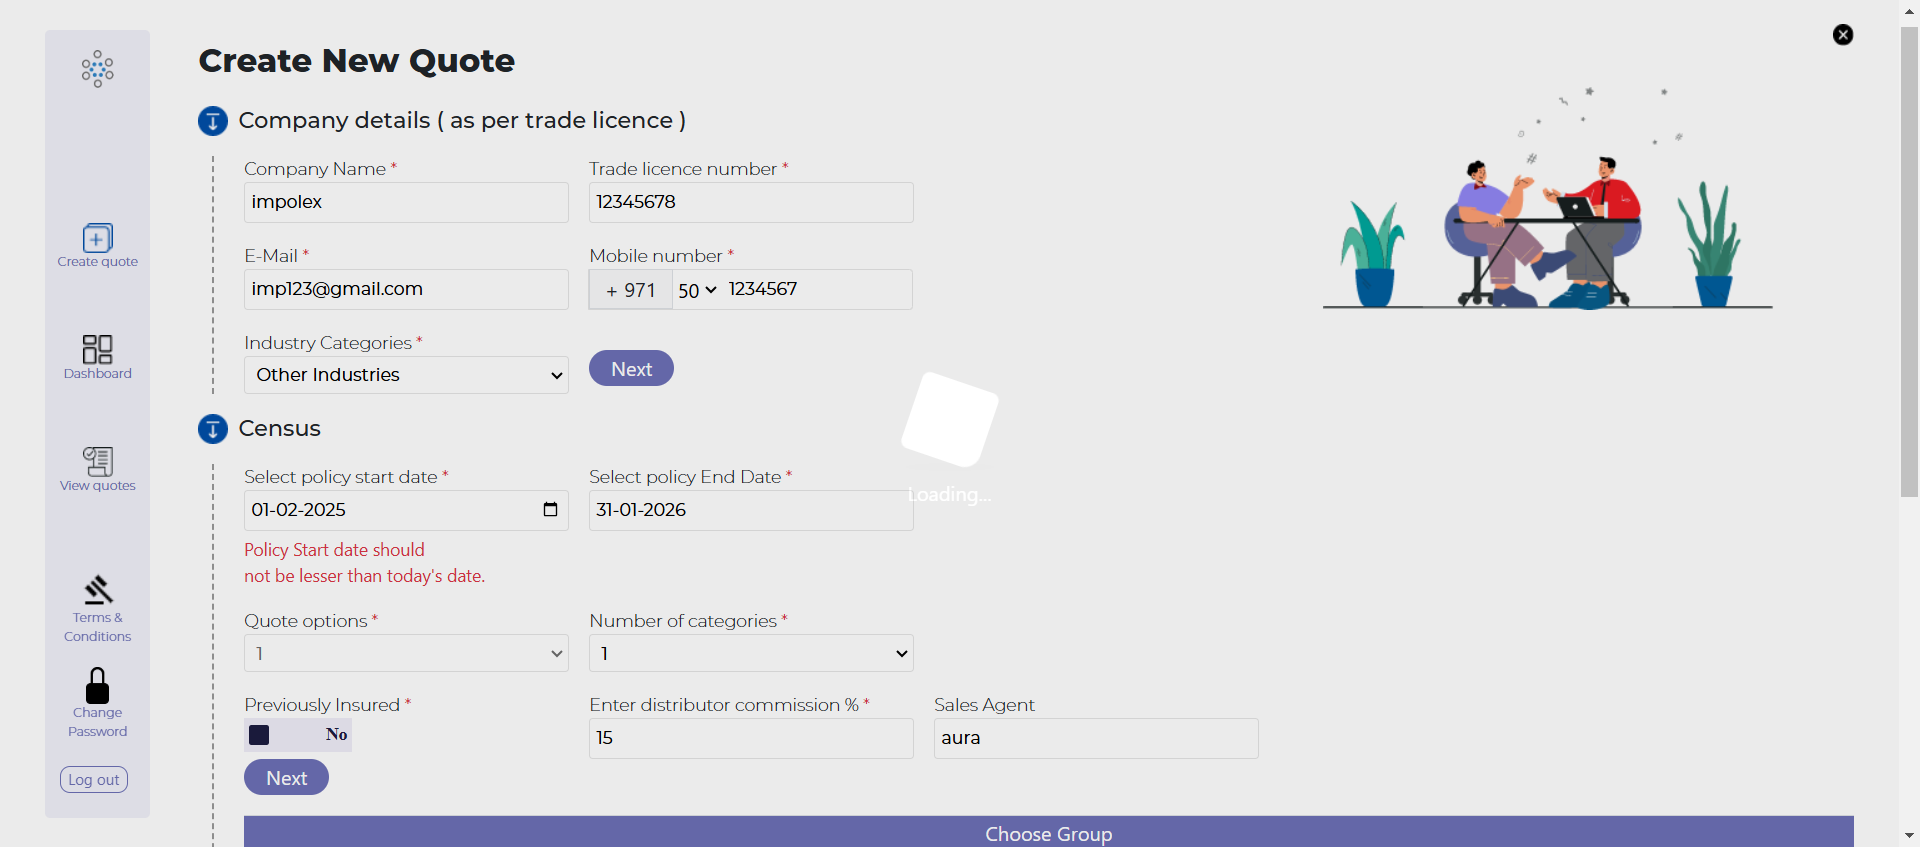 Create New Quote
Company details ( as per trade licence )
Company Name *
Trade licence number *
impolex
12345678
E-Mail *
Mobile number *
imp123@gmail.com
+ 971 50 1234567
Industry Categories *
Other Industries
Next
Census
Select policy start date *
Select policy End Date *
01-02-2025
31-01-2026
Loading...
Policy Start date should
not be lesser than today's date.
Quote options *
Number of categories *
1
1
Previously Insured *
Enter distributor commission % *
Sales Agent
No
15
aura
Next
Choose Group
Create quote
Dashboard
View quotes
Terms &
Conditions
Change
Password
Log out